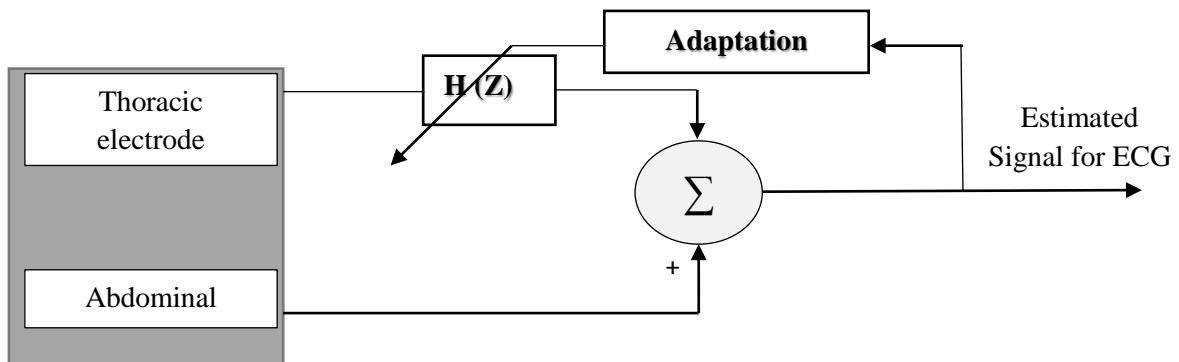 Adaptation
H (Z)
Thoracic
electrode
Estimated
Signal for ECG
Σ
+
Abdominal